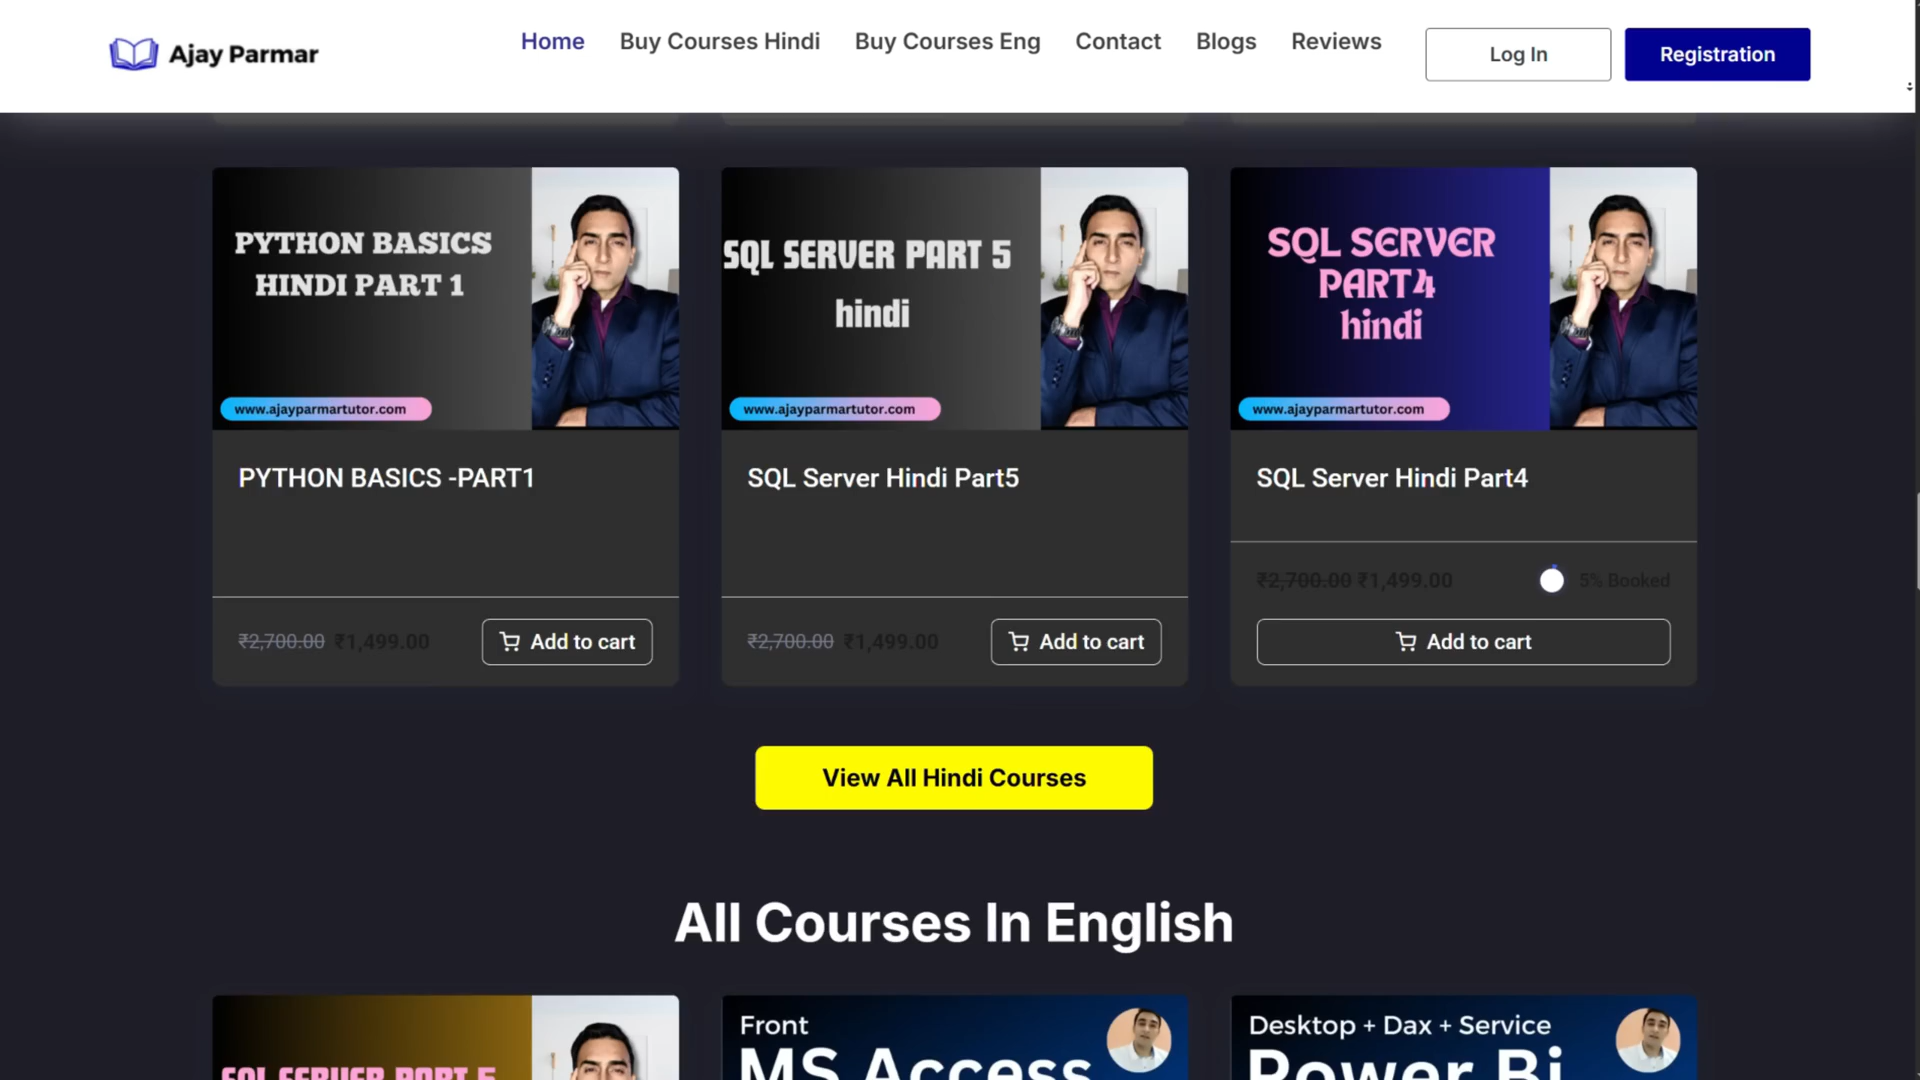 Ajay Parmar
Home
Buy Courses Hindi
Buy Courses Eng
Contact
Blogs
Reviews
Log In
Registration
PYTHON BASICS
HINDI PART 1
www.ajayparmartutor.com
PYTHON BASICS -PART1
₹2,700.00 ₹1,499.00
Add to cart
SQL SERVER PART 5
hindi
www.ajayparmartutor.com
SQL Server Hindi Part5
₹2,700.00 ₹1,499.00
Add to cart
SQL SERVER
PART4
hindi
www.ajayparmartutor.com
SQL Server Hindi Part4
₹2,700.00 ₹1,499.00
5% Booked
Add to cart
View All Hindi Courses
All Courses In English
SQL SERVER PART 5
Front
MS Access
Desktop + Dax + Service
Power Bi